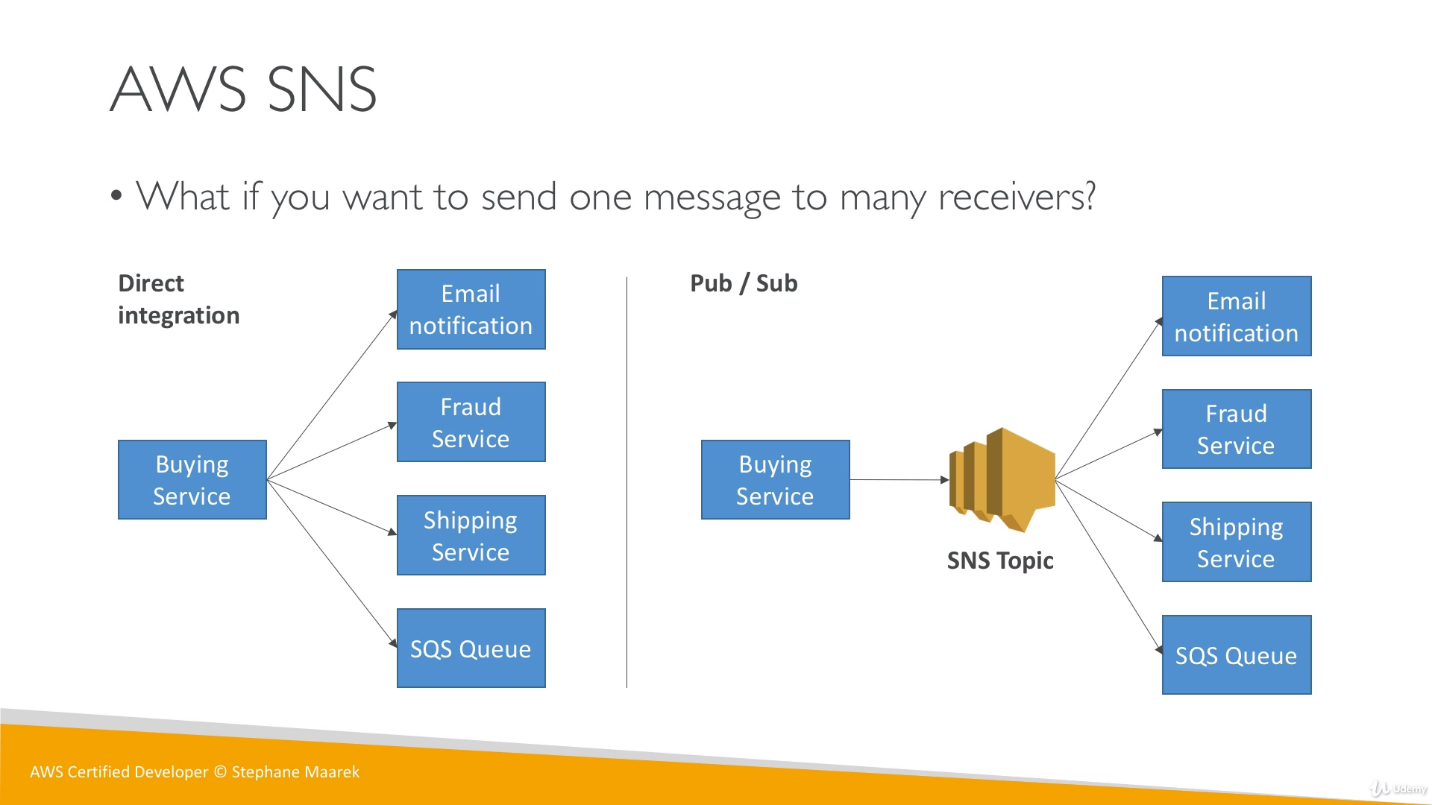 AWS SNS
• What if you want to send one message to many receivers?
Direct
integration
Email
notification
Fraud
Service
Buying
Service
Shipping
Service
SQS Queue
Pub / Sub
Email
notification
Fraud
Service
Buying
Service
SNS Topic
Shipping
Service
SQS Queue
AWS Certified Developer © Stephane Maarek
Udemy